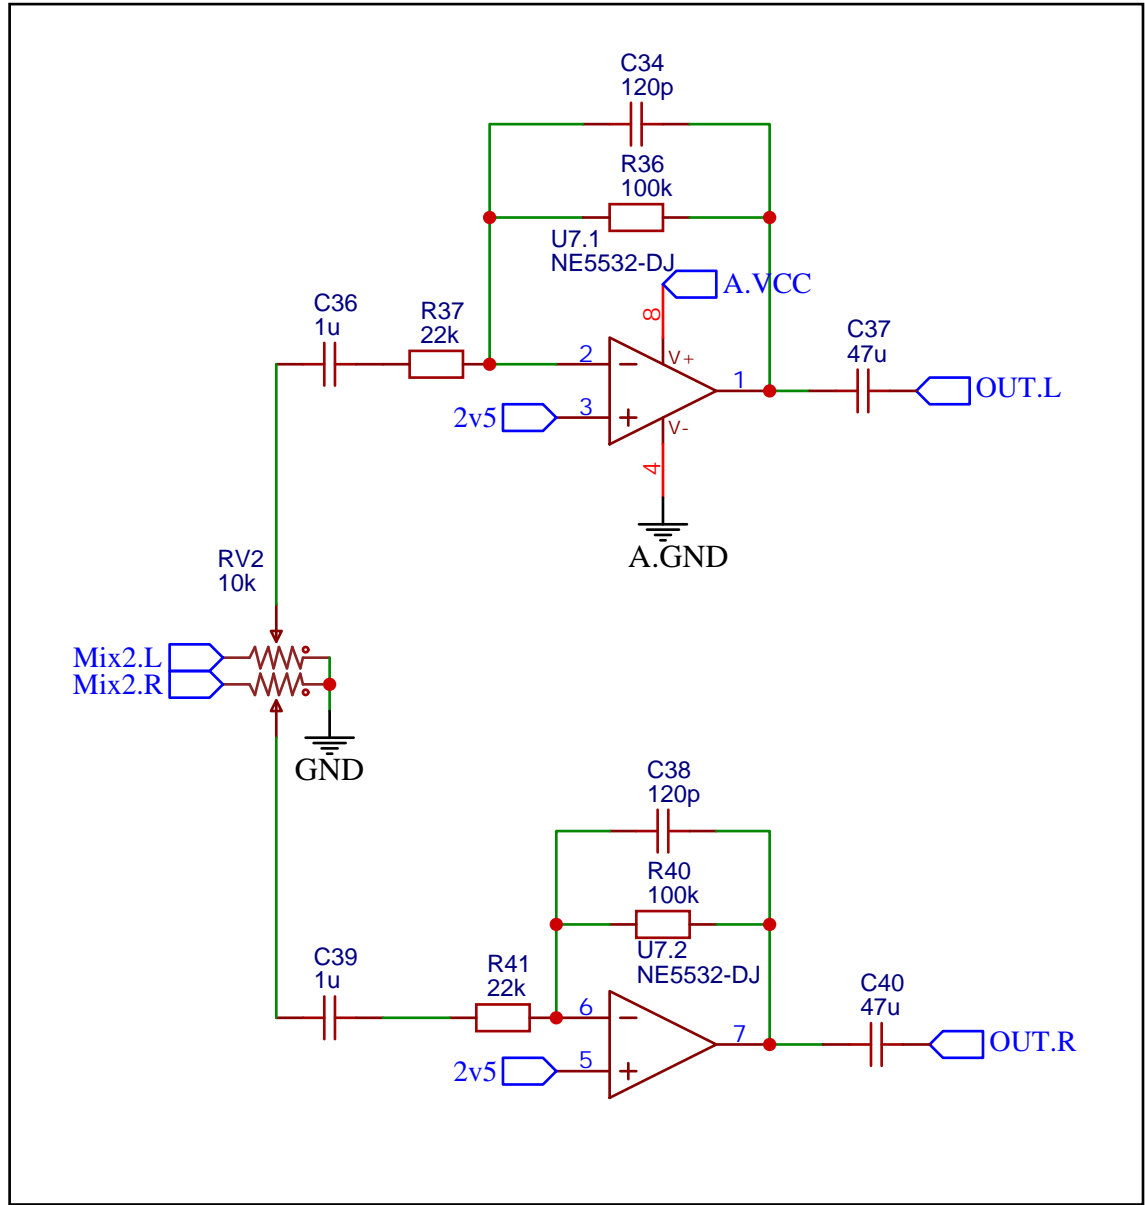 C34
120p
R36
100k
U7.1
NE5532-DJ
A.VCC
8
C36
1u
R37
22k
C37
47u
2
V+
1
OUT.L
2v5
3
V-
4
A.GND
RV2
10k
Mix2.L
Mix2.R
GND
C38
120p
R40
100k
U7.2
NE5532-DJ
C39
1u
R41
22k
C40
47u
6
7
OUT.R
2v5
5